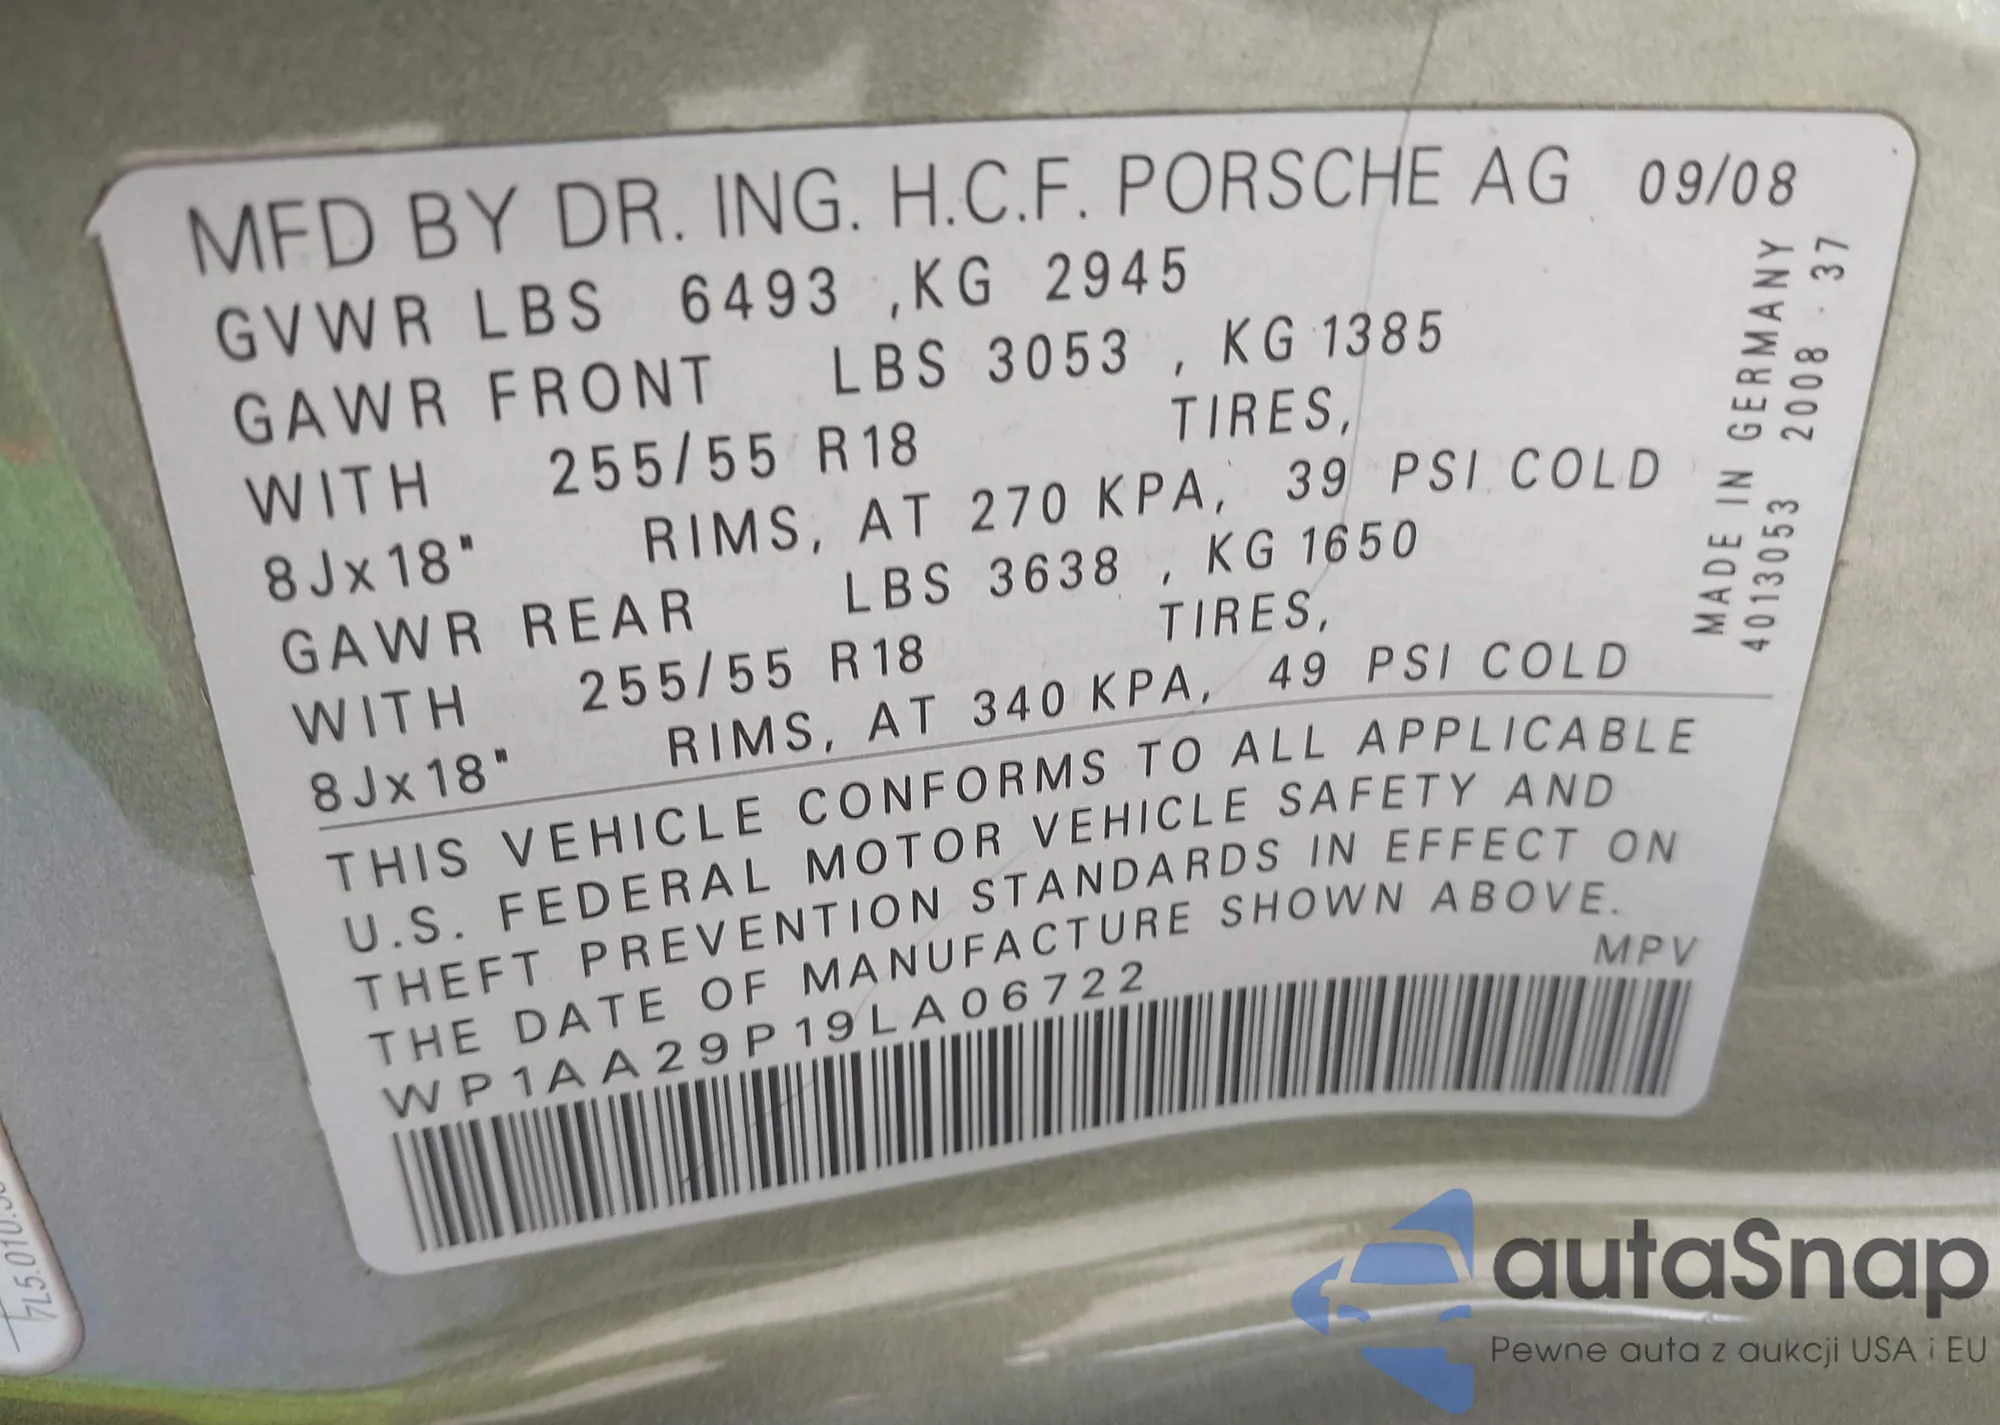 MFD BY DR. ING. H.C.F. PORSCHE AG 09/08
GVWR LBS 6493 ,KG 2945
GAWR FRONT LBS 3053 , KG 1385
WITH 255/55 R18 TIRES,
8Jx18" RIMS, AT 270 KPA, 39 PSI COLD
GAWR REAR LBS 3638 , KG 1650
WITH 255/55 R18 TIRES,
8Jx18" RIMS, AT 340 KPA, 49 PSI COLD
MADE IN GERMANY
4013053 2008 · 37
THIS VEHICLE CONFORMS TO ALL APPLICABLE
U.S. FEDERAL MOTOR VEHICLE SAFETY AND
THEFT PREVENTION STANDARDS IN EFFECT ON
THE DATE OF MANUFACTURE SHOWN ABOVE.
WP1AA29P19LA06722 MPV
autaSnap
Pewne auta z aukcji USA i EU